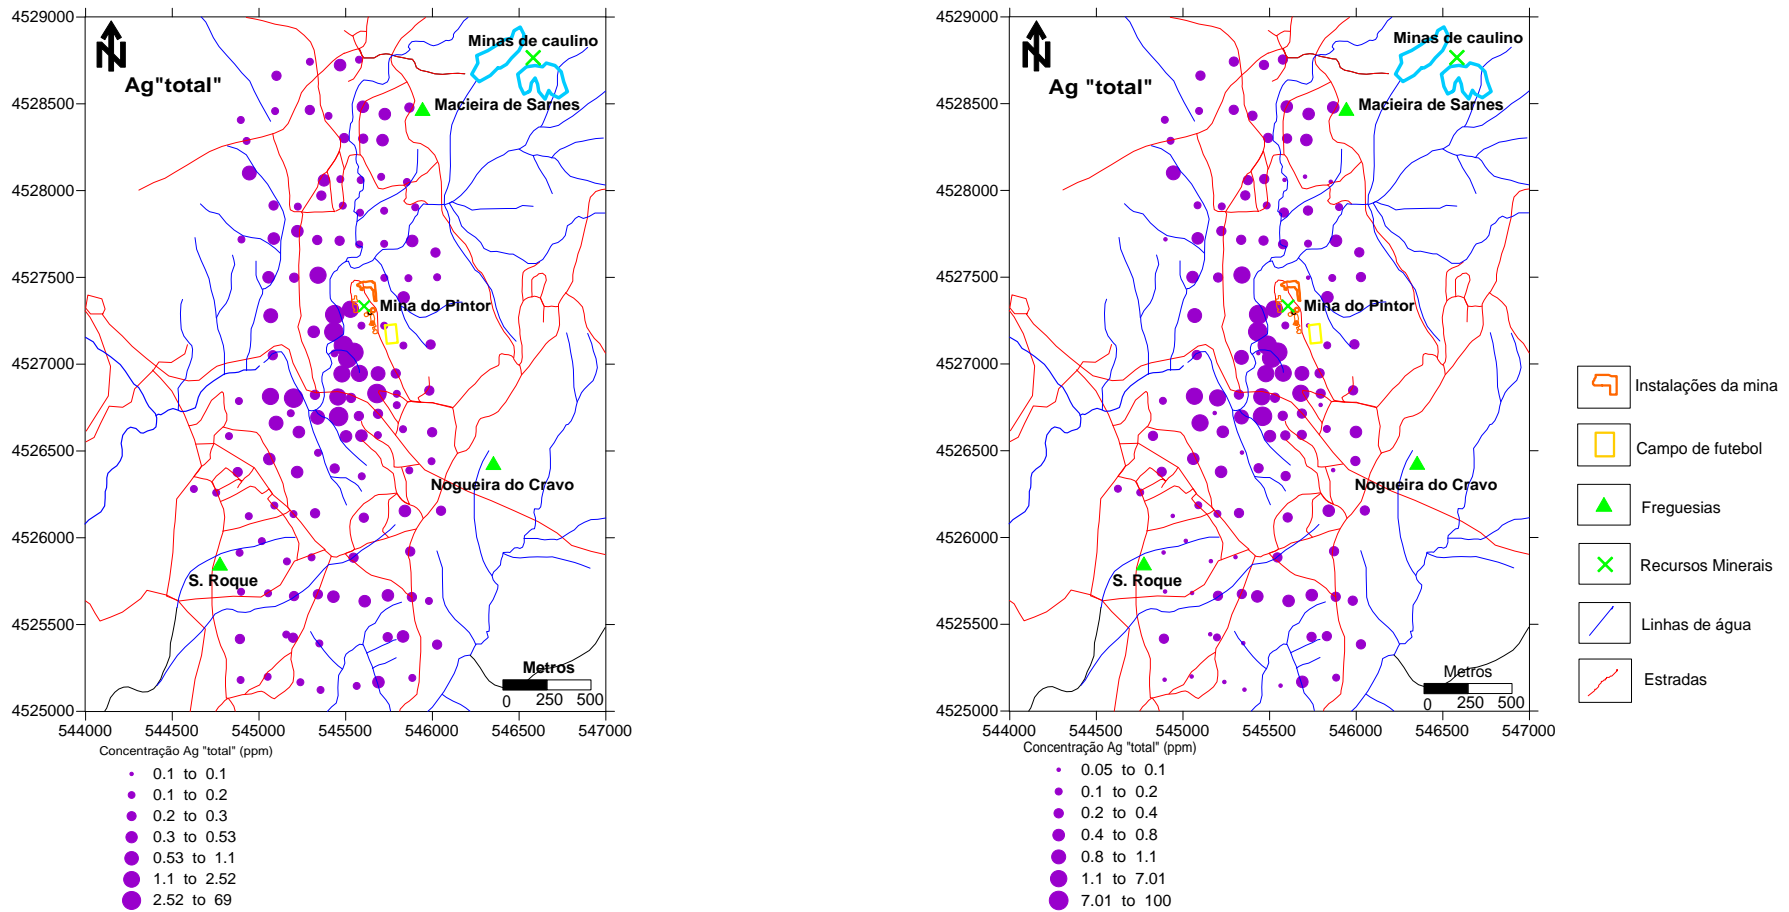 4529000
4528500
4528000
4527500
4527000
4526500
4526000
4525500
4525000
N
Ag"total"
Minas de caulino
Macieira de Sarnes
Mina do Pintor
Nogueira do Cravo
S. Roque
Metros
0 250 500
544000 544500 545000 545500 546000 546500 547000
Concentração Ag "total" (ppm)
0.1 to 0.1
0.1 to 0.2
0.2 to 0.3
0.3 to 0.53
0.53 to 1.1
1.1 to 2.52
2.52 to 69
4529000
4528500
4528000
4527500
4527000
4526500
4526000
4525500
4525000
N
Ag "total"
Minas de caulino
Macieira de Sarnes
Mina do Pintor
Nogueira do Cravo
S. Roque
Metros
0 250 500
544000 544500 545000 545500 546000 546500 547000
Concentração Ag "total" (ppm)
0.05 to 0.1
0.1 to 0.2
0.2 to 0.4
0.4 to 0.8
0.8 to 1.1
1.1 to 7.01
7.01 to 100
Instalações da mina
Campo de futebol
Freguesias
Recursos Minerais
Linhas de água
Estradas